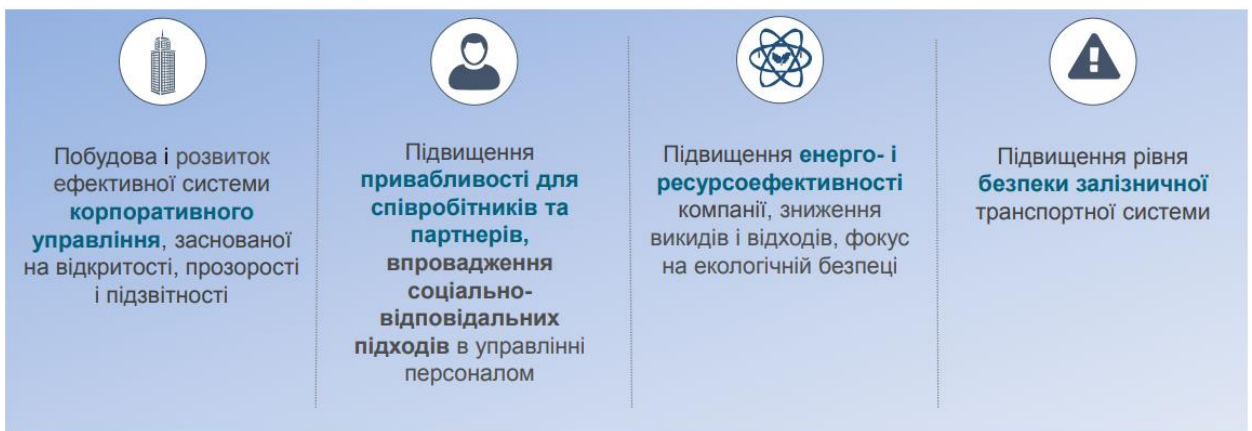 Побудова і розвиток
ефективної системи
корпоративного
управління, заснованої
на відкритості, прозорості
і підзвітності
Підвищення
привабливості для
співробітників та
партнерів,
впровадження
соціально-
відповідальних
підходів в управлінні
персоналом
Підвищення енерго- і
ресурсоефективності
компанії, зниження
викидів і відходів, фокус
на екологічній безпеці
Підвищення рівня
безпеки залізничної
транспортної системи